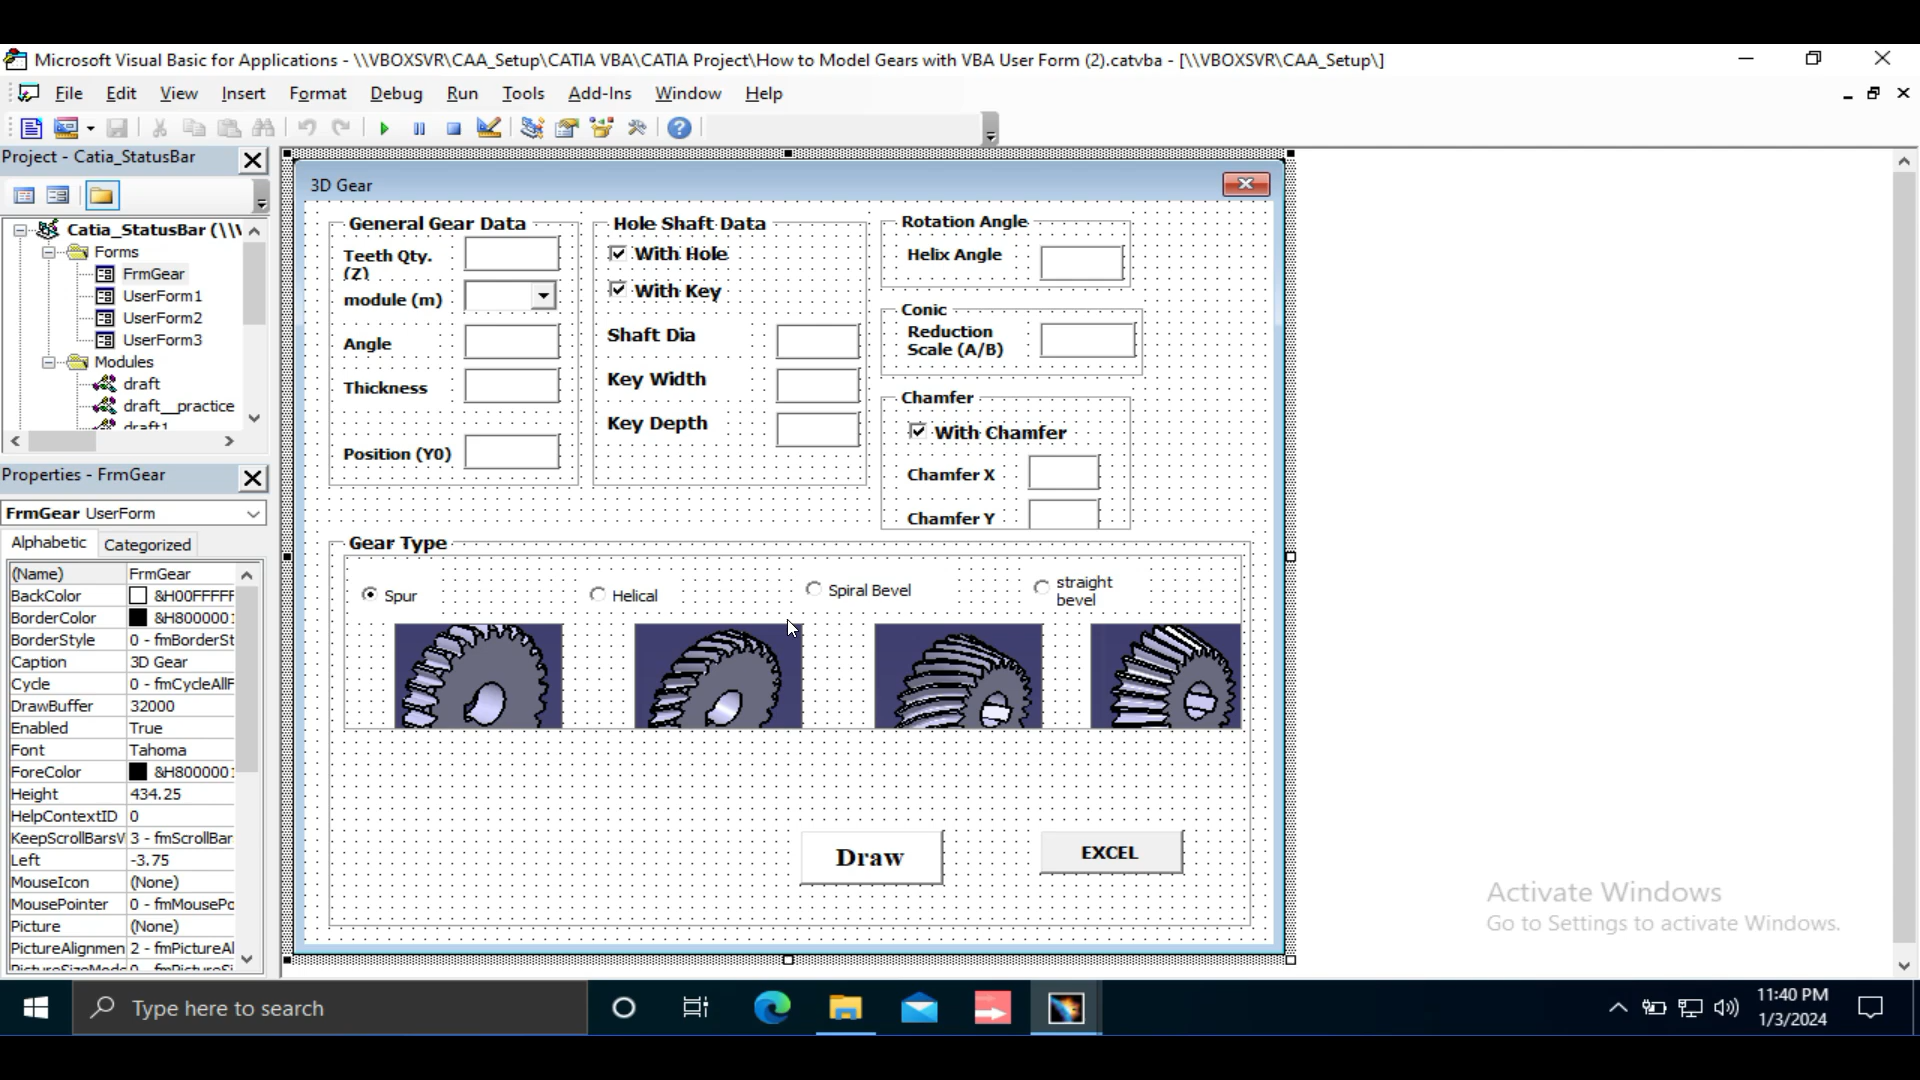 Microsoft Visual Basic for Applications - \\VBOXSVR\CAA_Setup\CATIA VBA\CATIA Project\How to Model Gears with VBA User Form (2).catvba - [\\VBOXSVR\CAA_Setup\]
File Edit View Insert Format Debug Run Tools Add-Ins Window Help
Project - Catia_StatusBar
Catia_StatusBar (\\
Forms
FrmGear
UserForm1
UserForm2
UserForm3
Modules
draft
draft__practice
draft1
Properties - FrmGear
FrmGear UserForm
Alphabetic Categorized
(Name) FrmGear
BackColor &H00FFFFF
BorderColor &H8000001
BorderStyle 0 - fmBorderSt
Caption 3D Gear
Cycle 0 - fmCycleAllF
DrawBuffer 32000
Enabled True
Font Tahoma
ForeColor &H8000001
Height 434.25
HelpContextID 0
KeepScrollBarsV 3 - fmScrollBar
Left -3.75
MouseIcon (None)
MousePointer 0 - fmMousePo
Picture (None)
PictureAlignmen 2 - fmPictureAl
PictureSizeMode 0 - fmPictureSi
3D Gear
General Gear Data
Teeth Qty.
(Z)
module (m)
Angle
Thickness
Position (Y0)
Hole Shaft Data
With Hole
With Key
Shaft Dia
Key Width
Key Depth
Rotation Angle
Helix Angle
Conic
Reduction
Scale (A/B)
Chamfer
With Chamfer
Chamfer X
Chamfer Y
Gear Type
Spur
Helical
Spiral Bevel
straight
bevel
Draw
EXCEL
Activate Windows
Go to Settings to activate Windows.
Type here to search
11:40 PM
1/3/2024